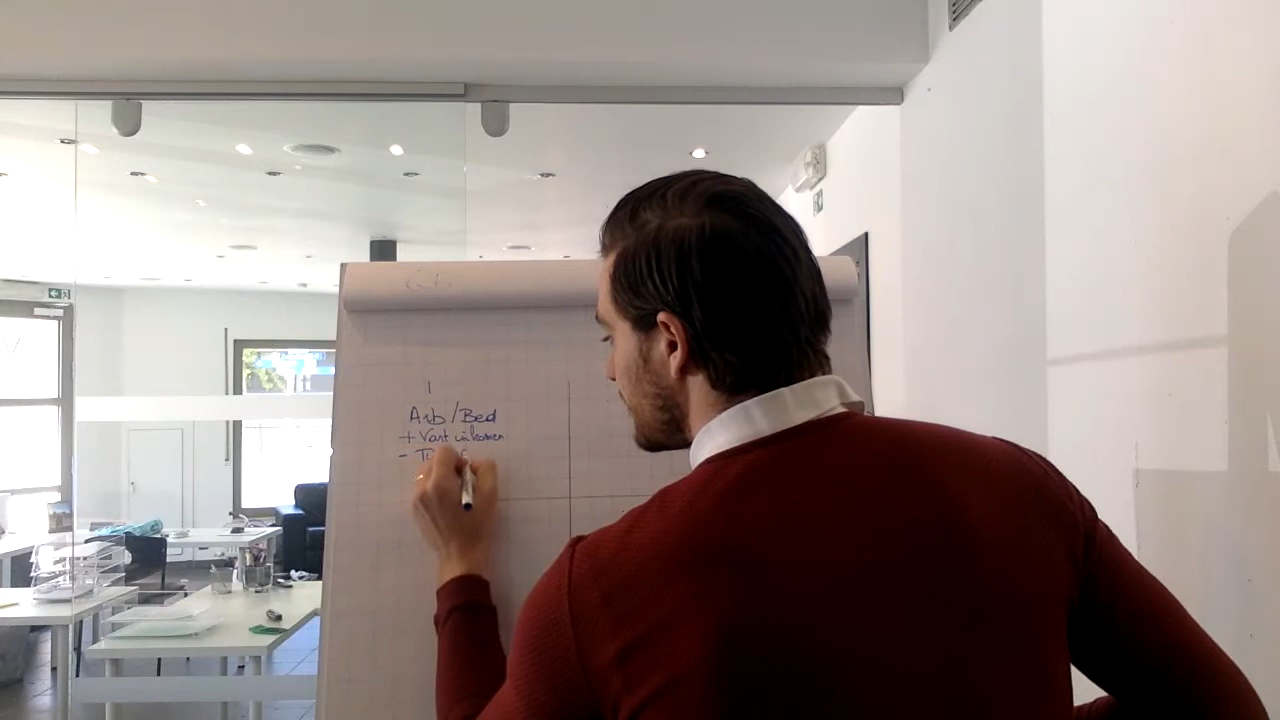 1
Arb/Bed
+ Vast inkomen
-